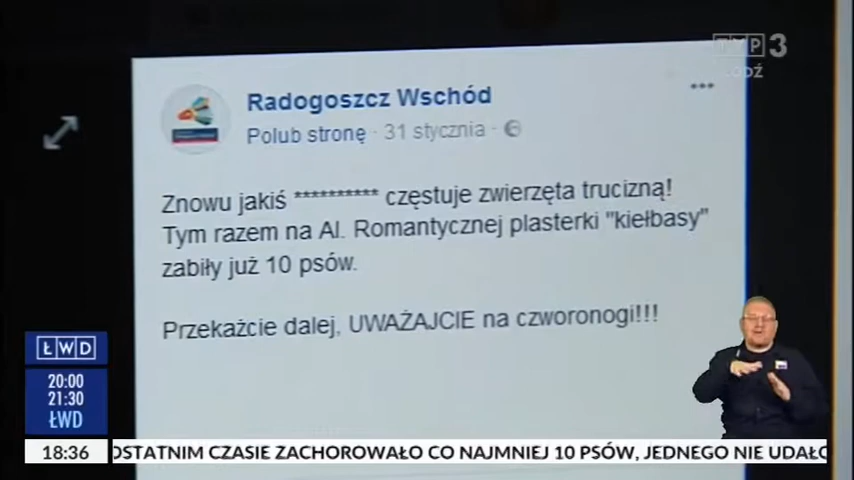 TVP 3
ŁÓDŹ
Radogoszcz Wschód
Polub stronę · 31 stycznia ·
Znowu jakiś ********** częstuje zwierzęta trucizną!
Tym razem na Al. Romantycznej plasterki "kiełbasy"
zabiły już 10 psów.
Przekażcie dalej, UWAŻAJCIE na czworonogi!!!
ŁWD
20:00
21:30
ŁWD
18:36 OSTATNIM CZASIE ZACHOROWAŁO CO NAJMNIEJ 10 PSÓW, JEDNEGO NIE UDAŁO